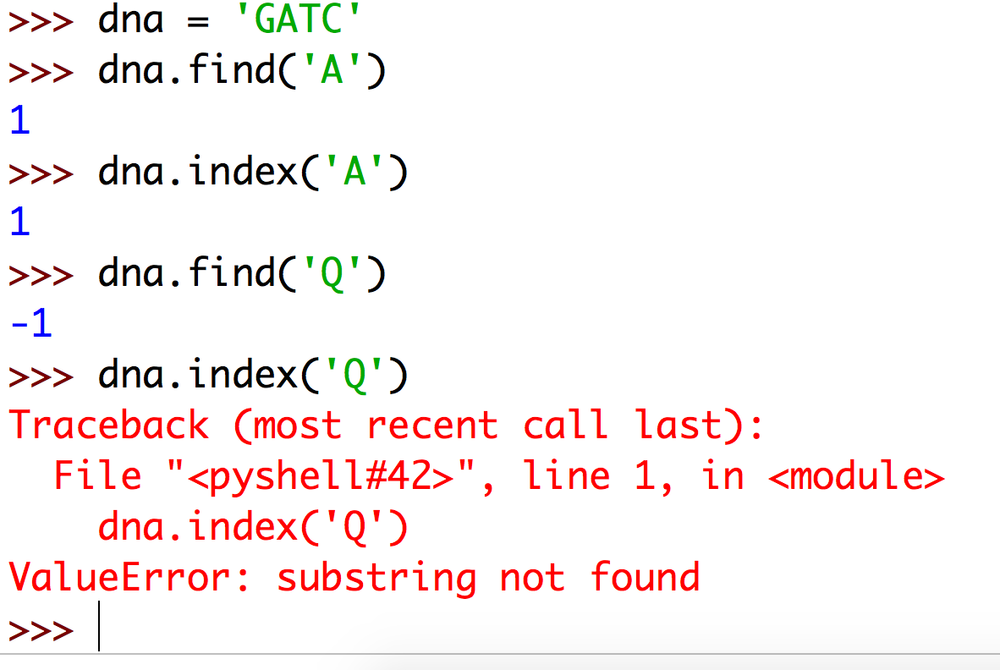 >>> dna = 'GATC'
>>> dna.find('A')
1
>>> dna.index('A')
1
>>> dna.find('Q')
-1
>>> dna.index('Q')
Traceback (most recent call last):
  File "<pyshell#42>", line 1, in <module>
    dna.index('Q')
ValueError: substring not found
>>>